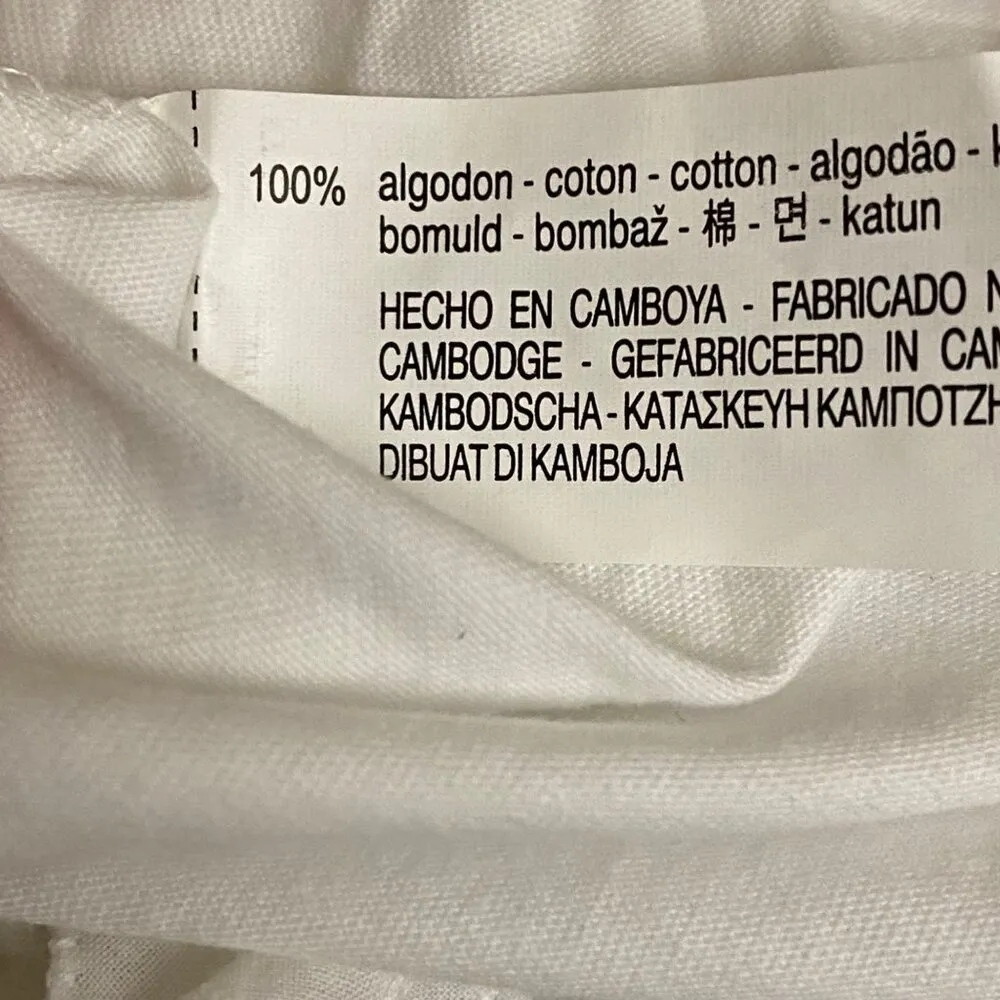 100% algodon - coton - cotton - algodão -
bomuld - bombaž - 棉 - 면 - katun
HECHO EN CAMBOYA - FABRICADO
CAMBODGE - GEFABRICEERD IN
KAMBODSCHA - ΚΑΤΑΣΚΕΥΗ
DIBUAT DI KAMBOJA